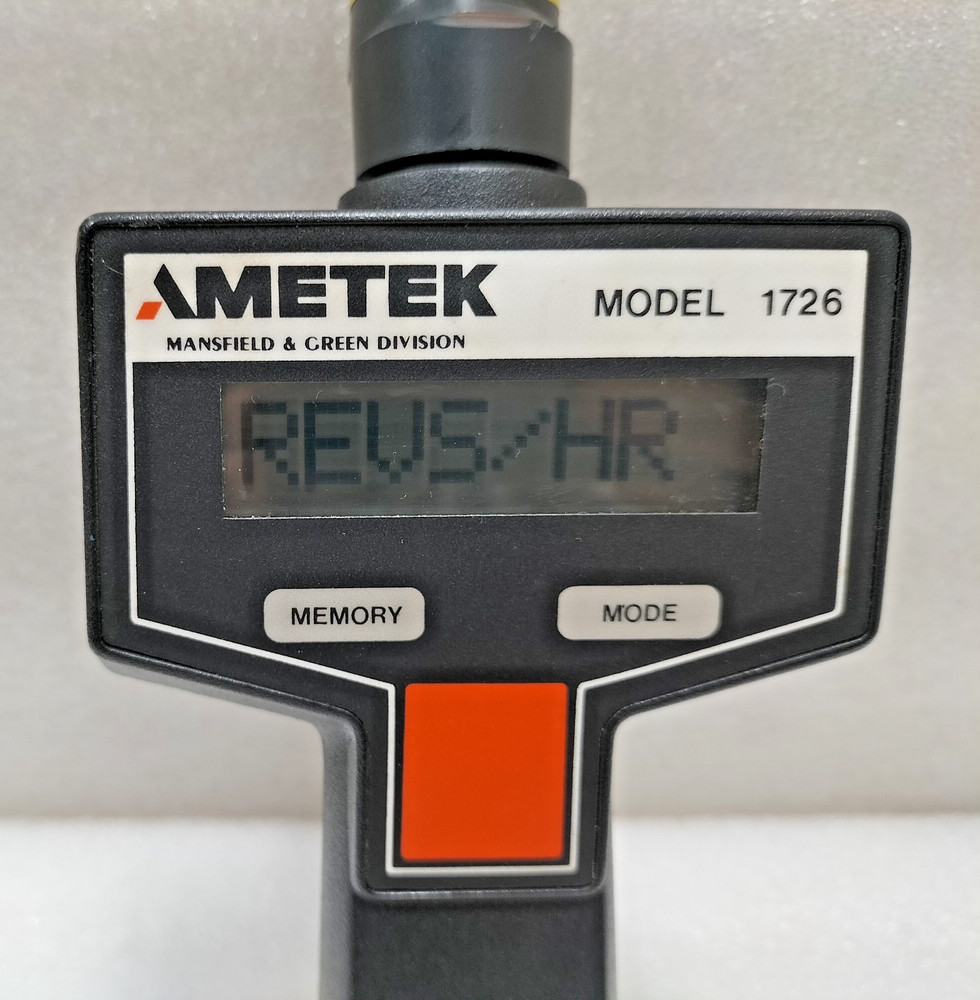 AMETEK
MODEL 1726
MANSFIELD & GREEN DIVISION
REVS/HR
MEMORY
MODE